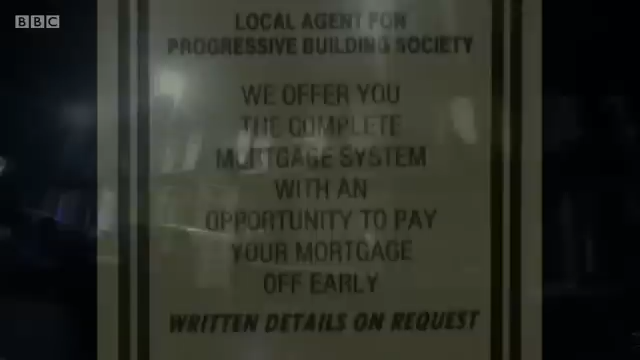 BBC
LOCAL AGENT FOR
PROGRESSIVE BUILDING SOCIETY
WE OFFER YOU
THE COMPLETE
MORTGAGE SYSTEM
WITH AN
OPPORTUNITY TO PAY
YOUR MORTGAGE
OFF EARLY
WRITTEN DETAILS ON REQUEST